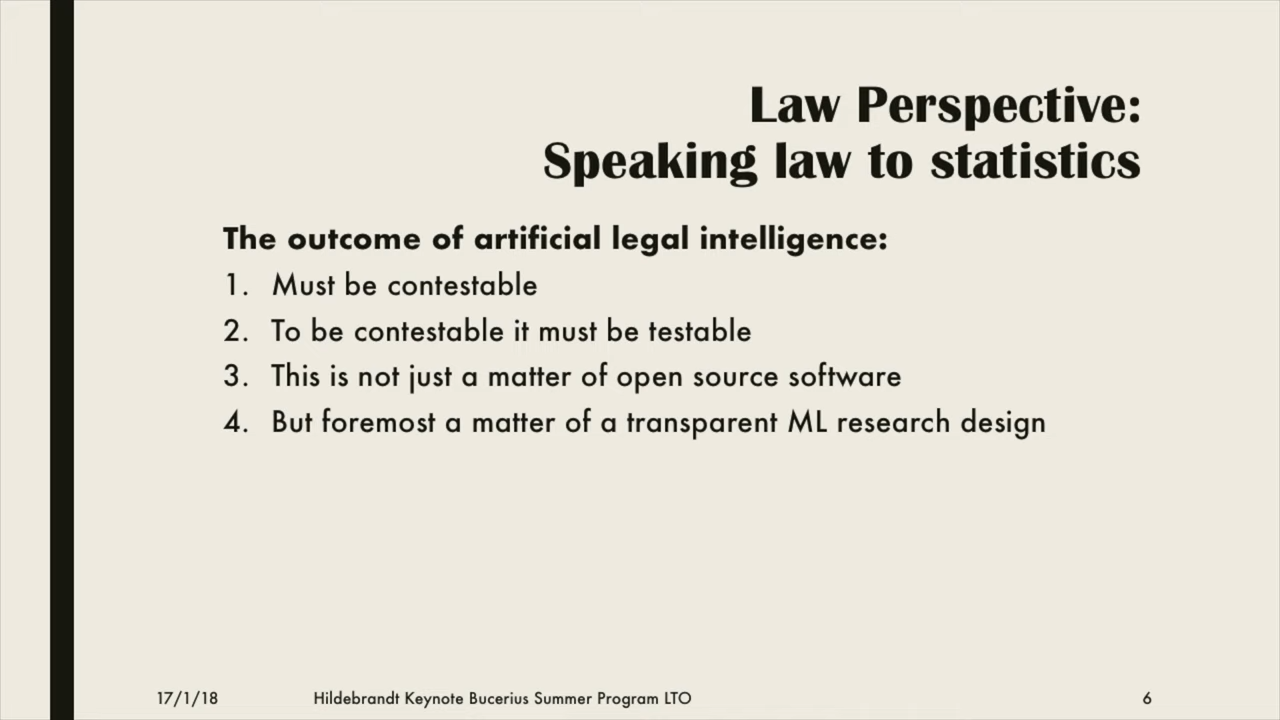 Law Perspective:
Speaking law to statistics
The outcome of artificial legal intelligence:
1. Must be contestable
2. To be contestable it must be testable
3. This is not just a matter of open source software
4. But foremost a matter of a transparent ML research design
17/1/18 Hildebrandt Keynote Bucerius Summer Program LTO 6